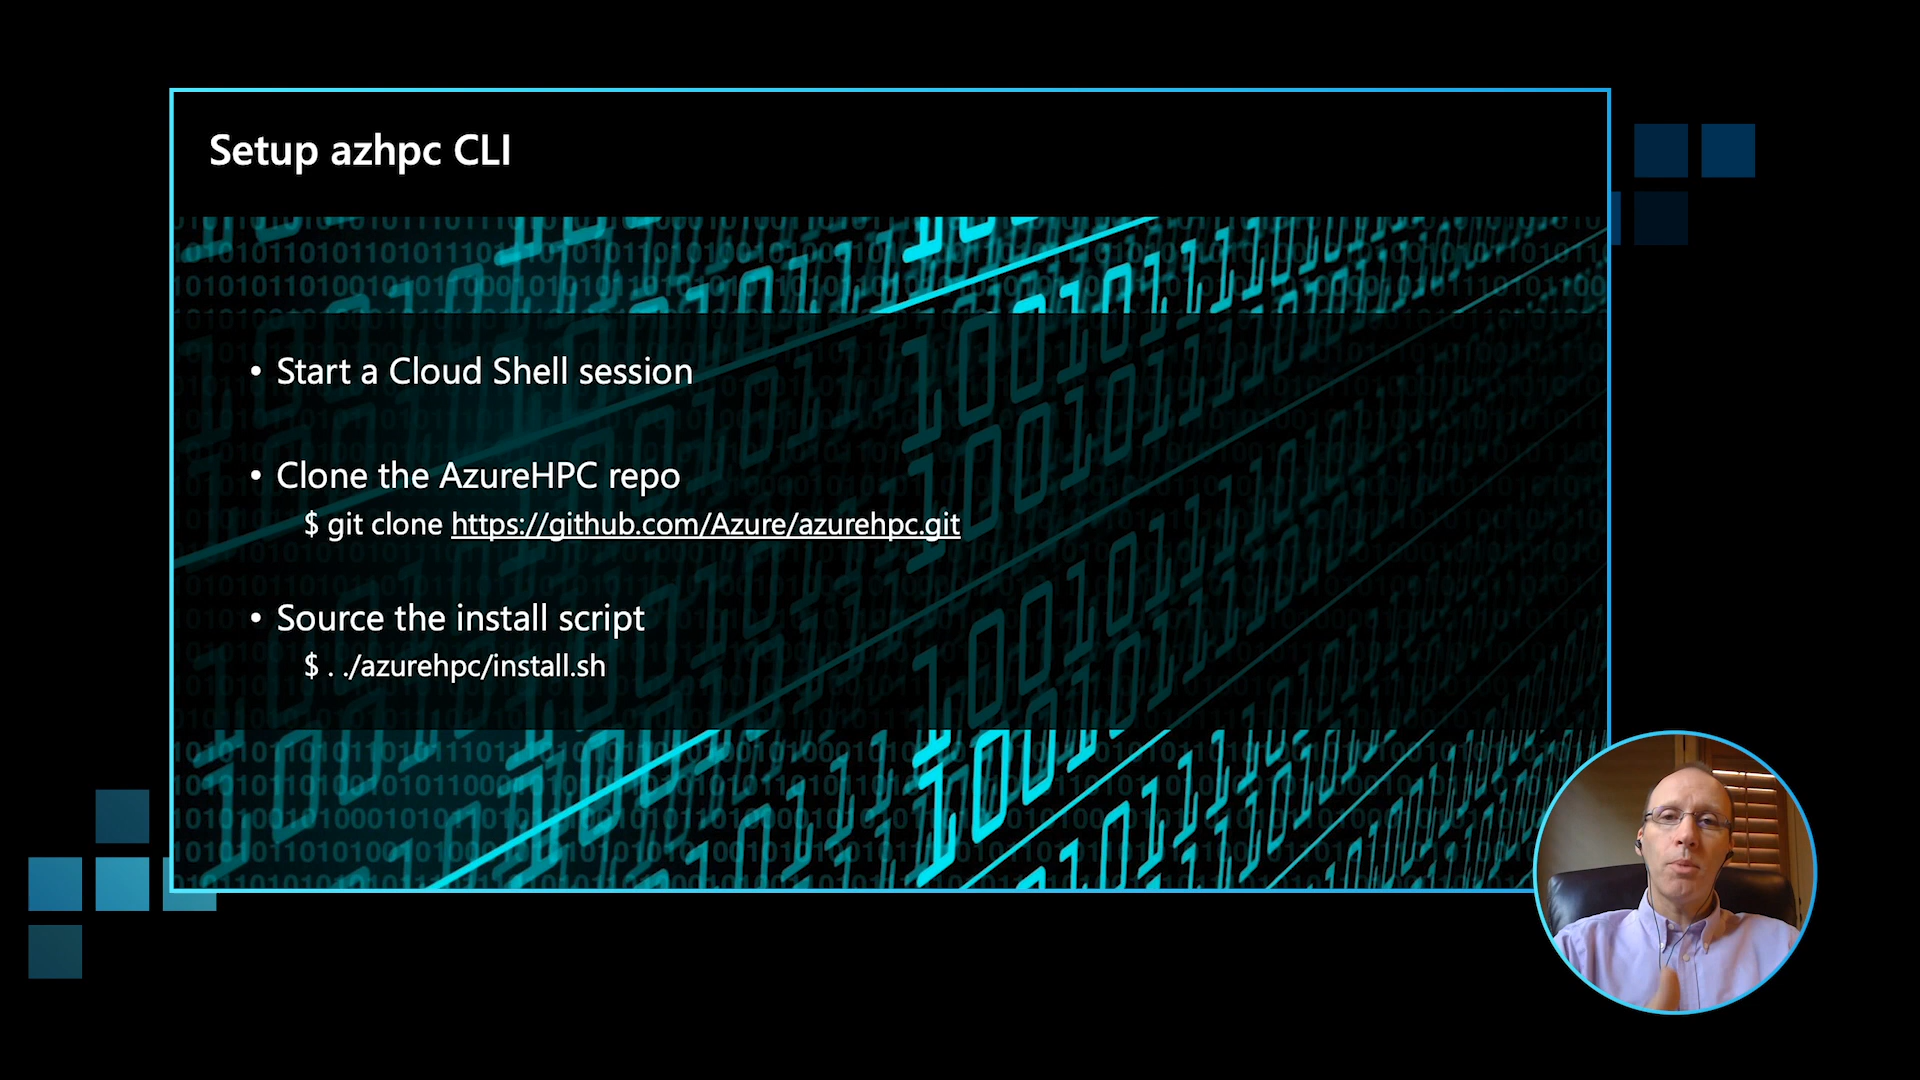 Setup azhpc CLI
• Start a Cloud Shell session
• Clone the AzureHPC repo
$ git clone https://github.com/Azure/azurehpc.git
• Source the install script
$ . ./azurehpc/install.sh